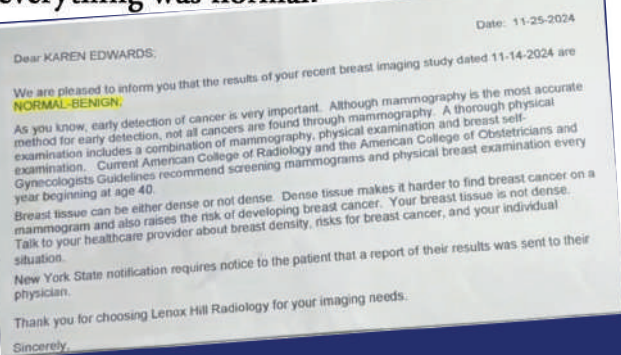 everything was normal.
Date: 11-25-2024
Dear KAREN EDWARDS:
We are pleased to inform you that the results of your recent breast imaging study dated 11-14-2024 are
NORMAL-BENIGN.
As you know, early detection of cancer is very important. Although mammography is the most accurate
method for early detection, not all cancers are found through mammography. A thorough physical
examination includes a combination of mammography, physical examination and breast self-
examination. Current American College of Radiology and the American College of Obstetricians and
Gynecologists Guidelines recommend screening mammograms and physical breast examination every
year beginning at age 40.
Breast tissue can be either dense or not dense. Dense tissue makes it harder to find breast cancer on a
mammogram and also raises the risk of developing breast cancer. Your breast tissue is not dense.
Talk to your healthcare provider about breast density, risks for breast cancer, and your individual
situation.
New York State notification requires notice to the patient that a report of their results was sent to their
physician.
Thank you for choosing Lenox Hill Radiology for your imaging needs.
Sincerely,